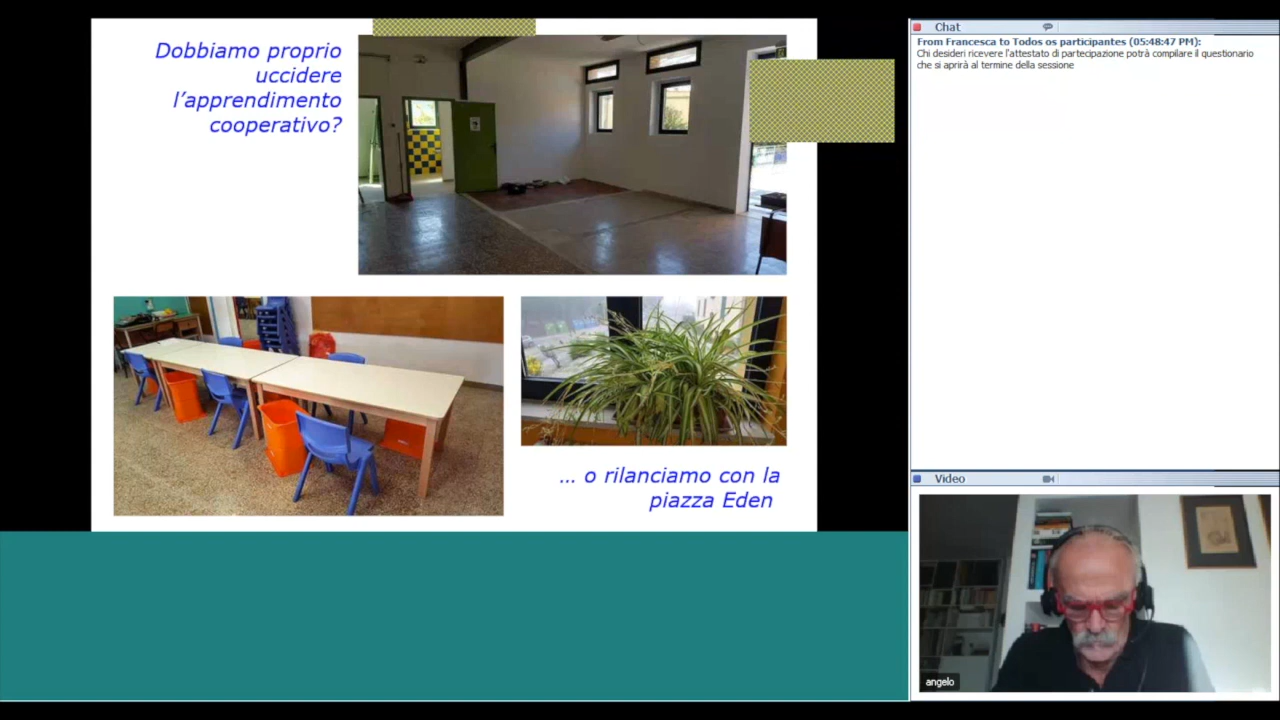 Dobbiamo proprio
uccidere
l’apprendimento
cooperativo?
... o rilanciamo con la
piazza Eden
Chat
From Francesca to Todos os participantes (05:48:47 PM):
Chi desideri ricevere l'attestato di partecipazione potrà compilare il questionario
che si aprirà al termine della sessione
Video
angelo